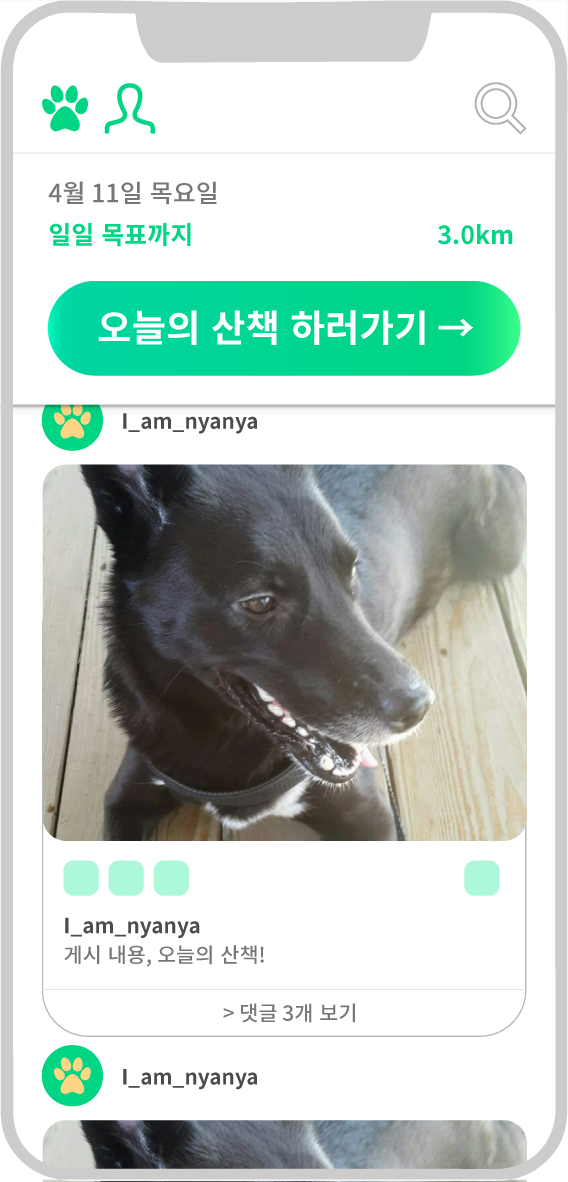 4월 11일 목요일
일일 목표까지 3.0km
오늘의 산책 하러가기 →
I_am_nyanya
I_am_nyanya
게시 내용, 오늘의 산책!
> 댓글 3개 보기
I_am_nyanya